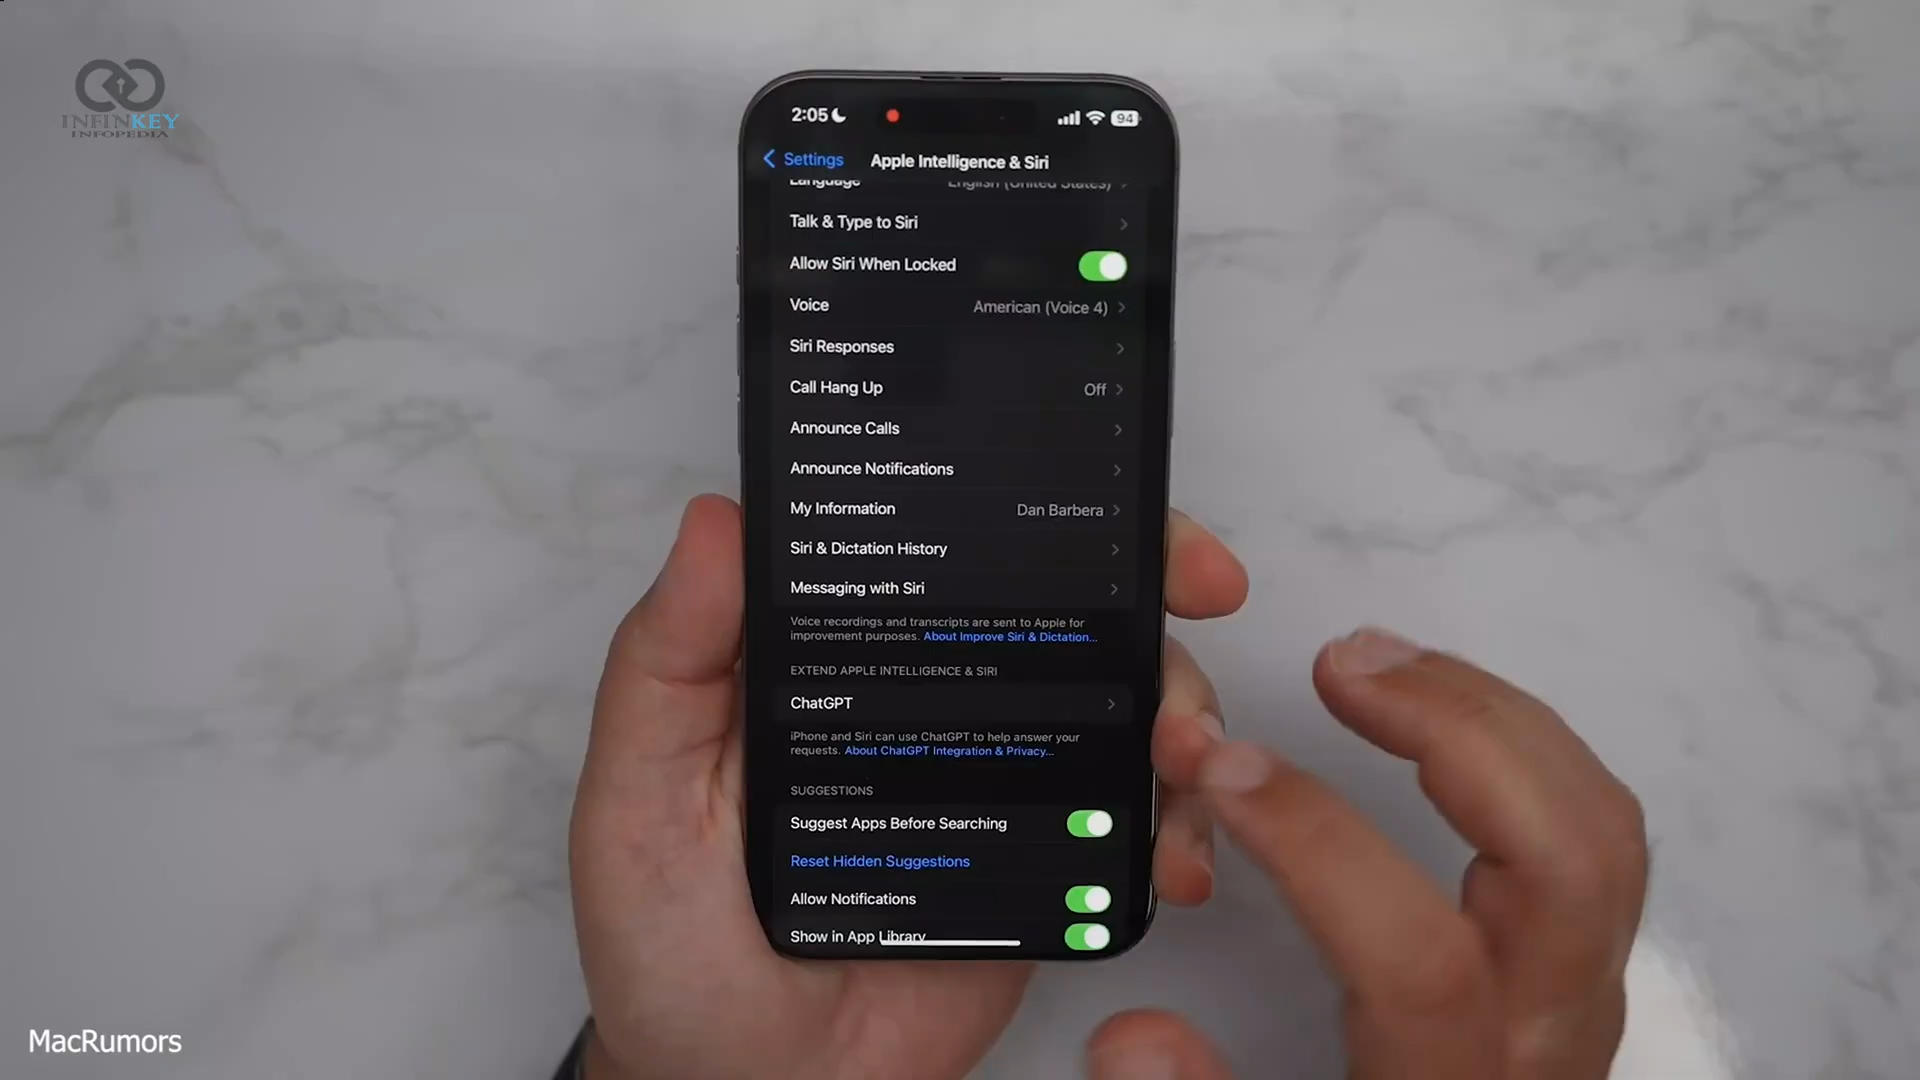 INFINKEY
INFOPEDIA
2:05
94
Settings
Apple Intelligence & Siri
Language English (United States)
Talk & Type to Siri
Allow Siri When Locked
Voice American (Voice 4)
Siri Responses
Call Hang Up Off
Announce Calls
Announce Notifications
My Information Dan Barbera
Siri & Dictation History
Messaging with Siri
Voice recordings and transcripts are sent to Apple for
improvement purposes. About Improve Siri & Dictation...
EXTEND APPLE INTELLIGENCE & SIRI
ChatGPT
iPhone and Siri can use ChatGPT to help answer your
requests. About ChatGPT Integration & Privacy...
SUGGESTIONS
Suggest Apps Before Searching
Reset Hidden Suggestions
Allow Notifications
Show in App Library
MacRumors